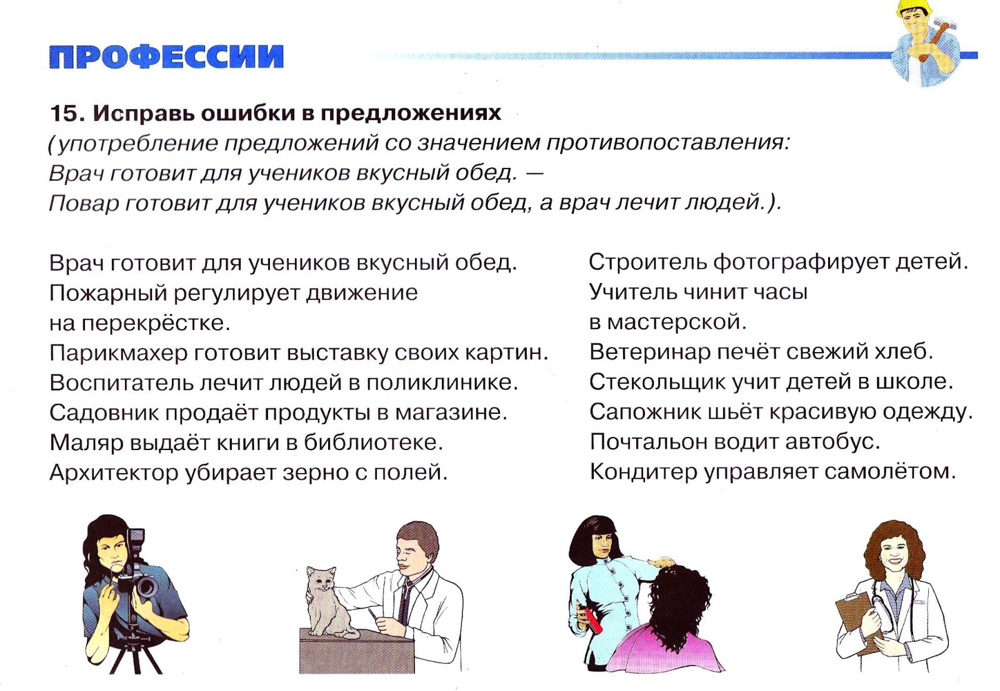 ПРОФЕССИИ
15. Исправь ошибки в предложениях
(употребление предложений со значением противопоставления:
Врач готовит для учеников вкусный обед. —
Повар готовит для учеников вкусный обед, а врач лечит людей.).
Врач готовит для учеников вкусный обед.
Пожарный регулирует движение
на перекрёстке.
Парикмахер готовит выставку своих картин.
Воспитатель лечит людей в поликлинике.
Садовник продаёт продукты в магазине.
Маляр выдаёт книги в библиотеке.
Архитектор убирает зерно с полей.
Строитель фотографирует детей.
Учитель чинит часы
в мастерской.
Ветеринар печёт свежий хлеб.
Стекольщик учит детей в школе.
Сапожник шьёт красивую одежду.
Почтальон водит автобус.
Кондитер управляет самолётом.